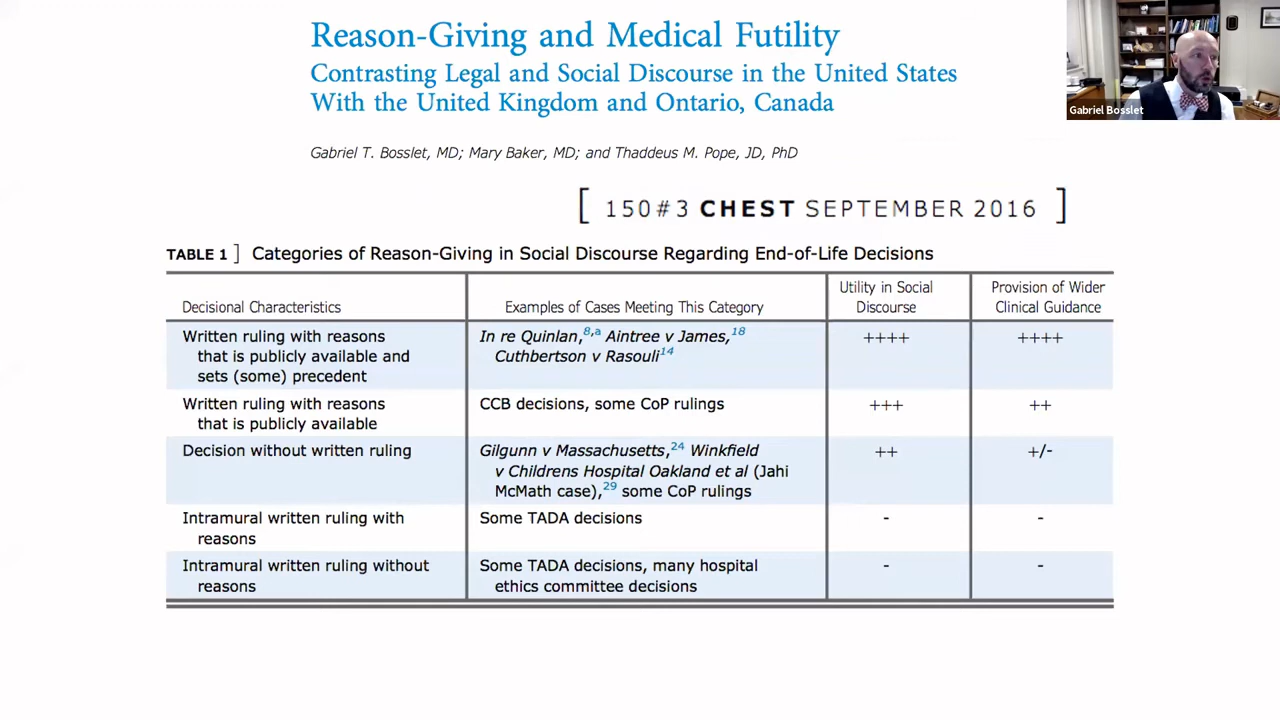 Reason-Giving and Medical Futility
Contrasting Legal and Social Discourse in the United States
With the United Kingdom and Ontario, Canada
Gabriel Bosslet
Gabriel T. Bosslet, MD; Mary Baker, MD; and Thaddeus M. Pope, JD, PhD
[ 150#3 CHEST SEPTEMBER 2016 ]
TABLE 1 ] Categories of Reason-Giving in Social Discourse Regarding End-of-Life Decisions
Decisional Characteristics
Examples of Cases Meeting This Category
Utility in Social
Discourse
Provision of Wider
Clinical Guidance
Written ruling with reasons
that is publicly available and
sets (some) precedent
In re Quinlan,8,a Aintree v James,18
Cuthbertson v Rasouli14
++++
++++
Written ruling with reasons
that is publicly available
CCB decisions, some CoP rulings
+++
++
Decision without written ruling
Gilgunn v Massachusetts,24 Winkfield
v Childrens Hospital Oakland et al (Jahi
McMath case),29 some CoP rulings
++
+/-
Intramural written ruling with
reasons
Some TADA decisions
-
-
Intramural written ruling without
reasons
Some TADA decisions, many hospital
ethics committee decisions
-
-